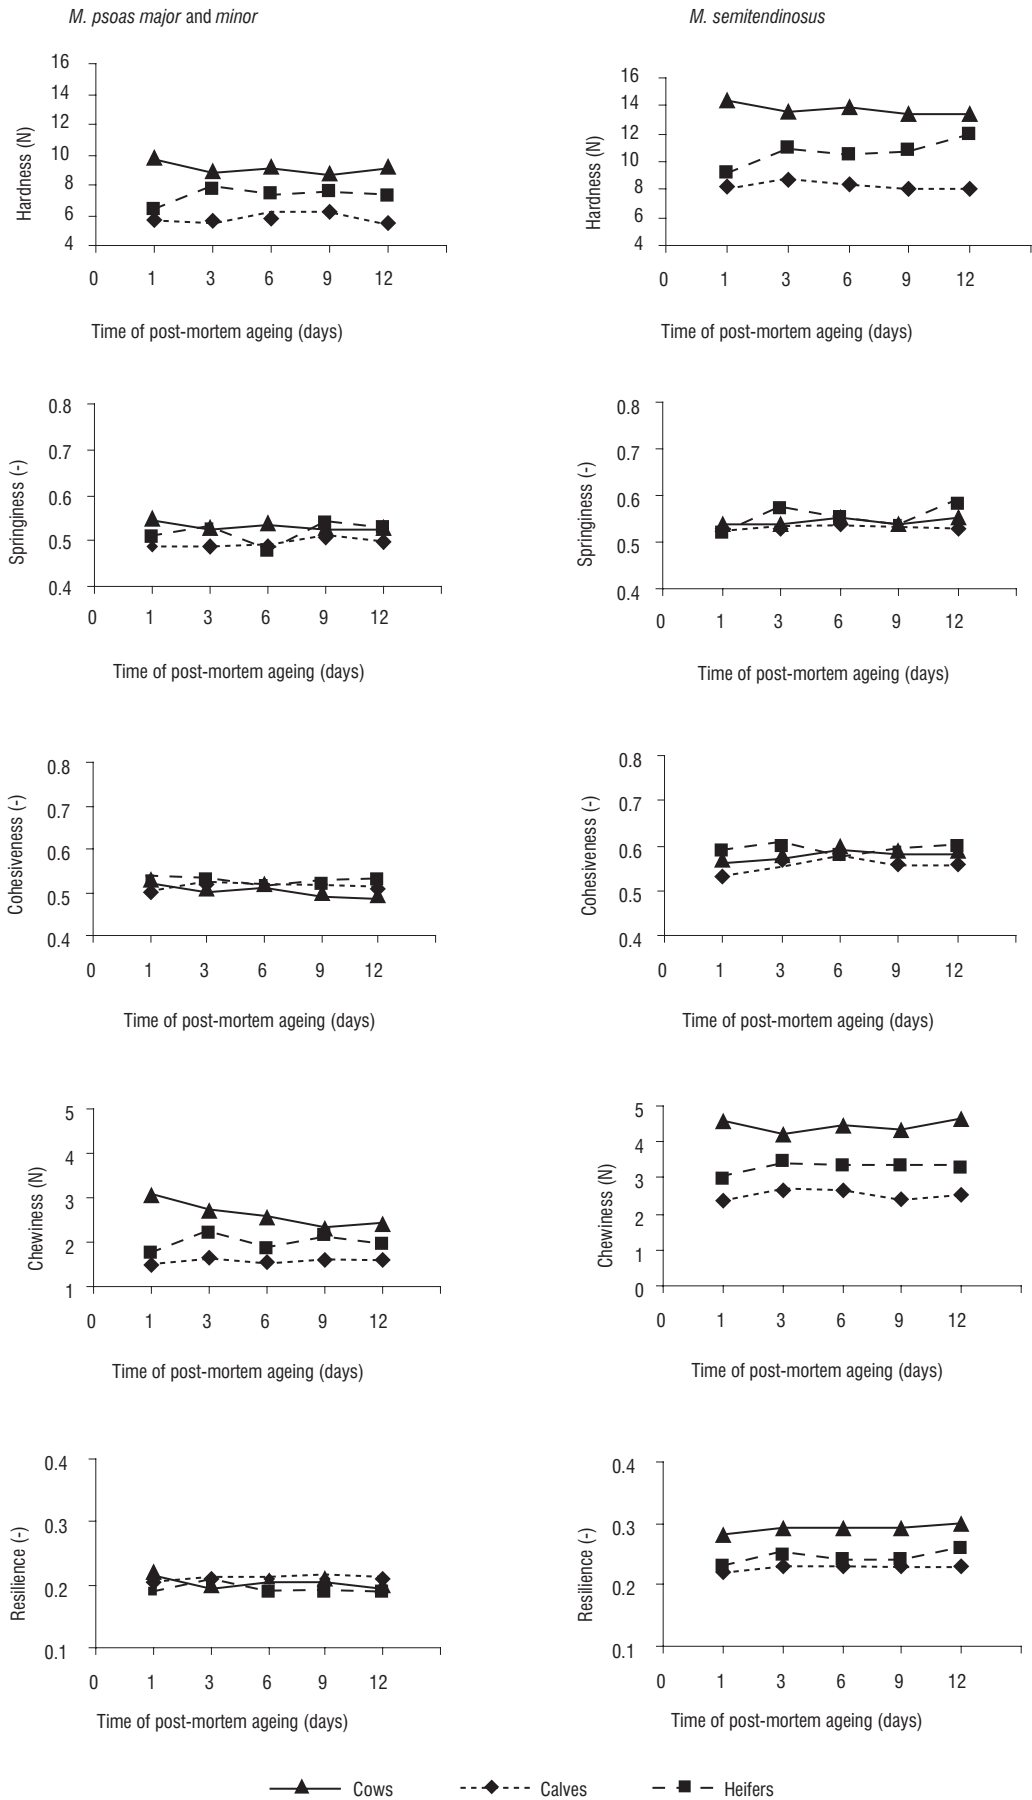 M. psoas major and minor
M. semitendinosus
16
14
12
10
8
6
4
Hardness (N)
0 1 3 6 9 12
Time of post-mortem ageing (days)
16
14
12
10
8
6
4
Hardness (N)
0 1 3 6 9 12
Time of post-mortem ageing (days)
0.8
0.7
0.6
0.5
0.4
Springiness (-)
0 1 3 6 9 12
Time of post-mortem ageing (days)
0.8
0.7
0.6
0.5
0.4
Springiness (-)
0 1 3 6 9 12
Time of post-mortem ageing (days)
0.8
0.7
0.6
0.5
0.4
Cohesiveness (-)
0 1 3 6 9 12
Time of post-mortem ageing (days)
0.8
0.7
0.6
0.5
0.4
Cohesiveness (-)
0 1 3 6 9 12
Time of post-mortem ageing (days)
5
4
3
2
1
Chewiness (N)
0 1 3 6 9 12
Time of post-mortem ageing (days)
5
4
3
2
1
0
Chewiness (N)
0 1 3 6 9 12
Time of post-mortem ageing (days)
0.4
0.3
0.2
0.1
Resilience (-)
0 1 3 6 9 12
Time of post-mortem ageing (days)
0.4
0.3
0.2
0.1
Resilience (-)
0 1 3 6 9 12
Time of post-mortem ageing (days)
Cows Calves Heifers